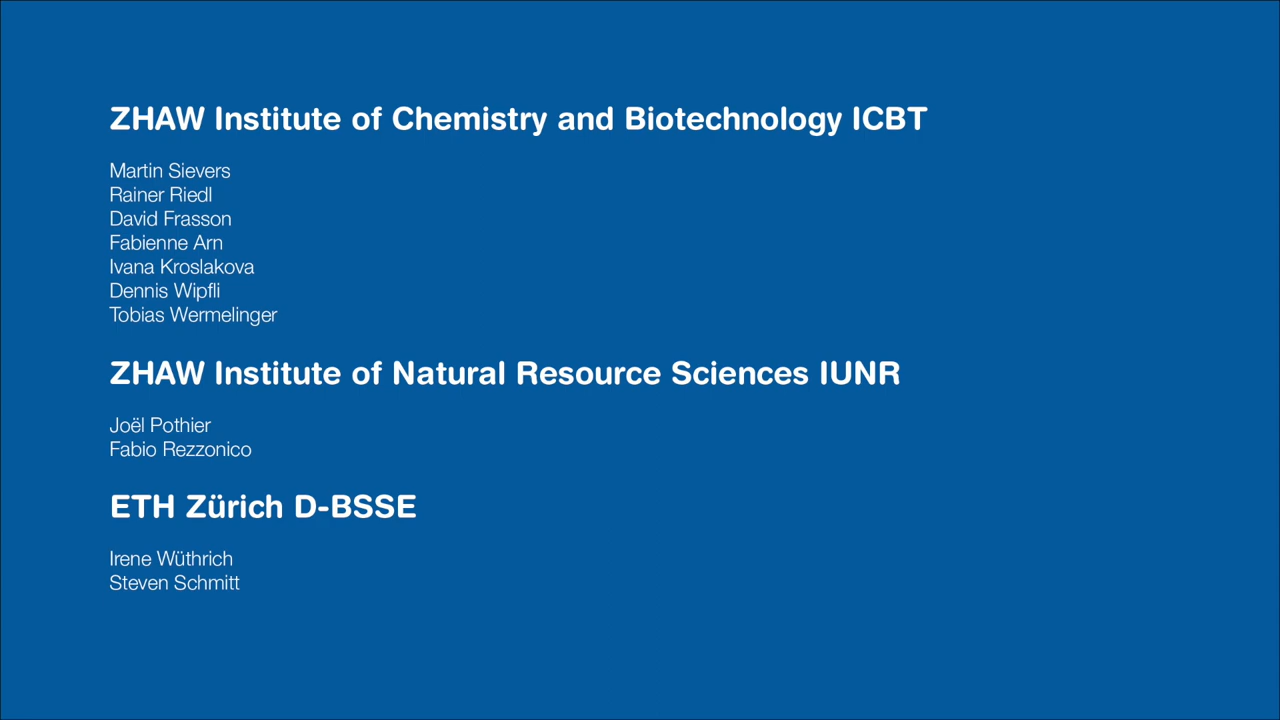 ZHAW Institute of Chemistry and Biotechnology ICBT
Martin Sievers
Rainer Riedl
David Frasson
Fabienne Arn
Ivana Kroslakova
Dennis Wipfli
Tobias Wermelinger
ZHAW Institute of Natural Resource Sciences IUNR
Joël Pothier
Fabio Rezzonico
ETH Zürich D-BSSE
Irene Wüthrich
Steven Schmitt